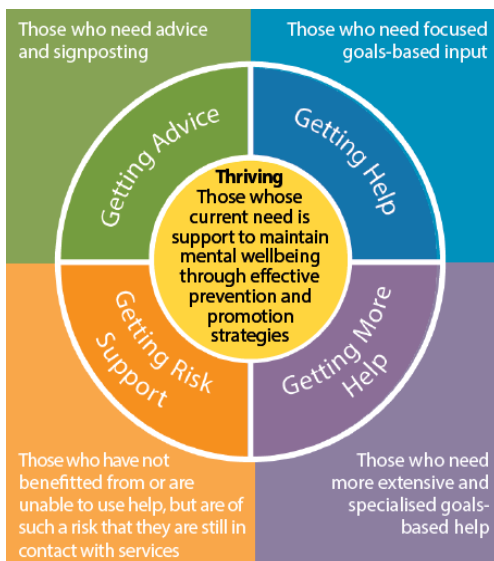 Those who need advice
and signposting
Those who need focused
goals-based input
Getting Advice
Getting Help
Thriving
Those whose
current need is
support to maintain
mental wellbeing
through effective
prevention and
promotion
strategies
Getting Risk
Support
Getting More
Help
Those who have not
benefitted from or are
unable to use help, but are of
such a risk that they are still in
contact with services
Those who need
more extensive and
specialised goals-
based help